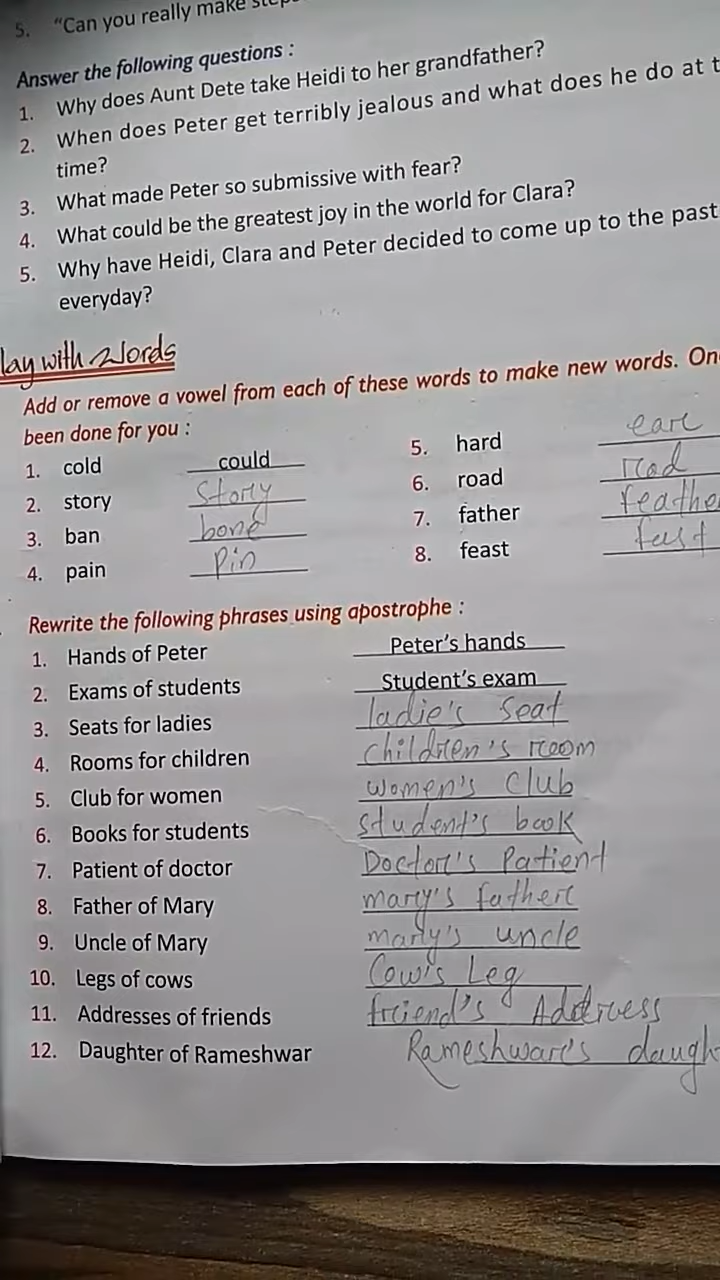 5. "Can you really make
Answer the following questions :
1. Why does Aunt Dete take Heidi to her grandfather?
2. When does Peter get terribly jealous and what does he do at t
time?
3. What made Peter so submissive with fear?
4. What could be the greatest joy in the world for Clara?
5. Why have Heidi, Clara and Peter decided to come up to the past
everyday?
lay with Words
Add or remove a vowel from each of these words to make new words. On
been done for you :
1. cold could
2. story story
3. ban bone
4. pain Pin
5. hard
6. road rod
7. father feathe
8. feast fast
Rewrite the following phrases using apostrophe :
1. Hands of Peter Peter's hands
2. Exams of students Student's exam
3. Seats for ladies ladie's seat
4. Rooms for children children's room
5. Club for women women's club
6. Books for students student's book
7. Patient of doctor Doctor's Patient
8. Father of Mary mary's father
9. Uncle of Mary mary's uncle
10. Legs of cows Cow's Leg
11. Addresses of friends friend's Address
12. Daughter of Rameshwar Rameshwar's daugh